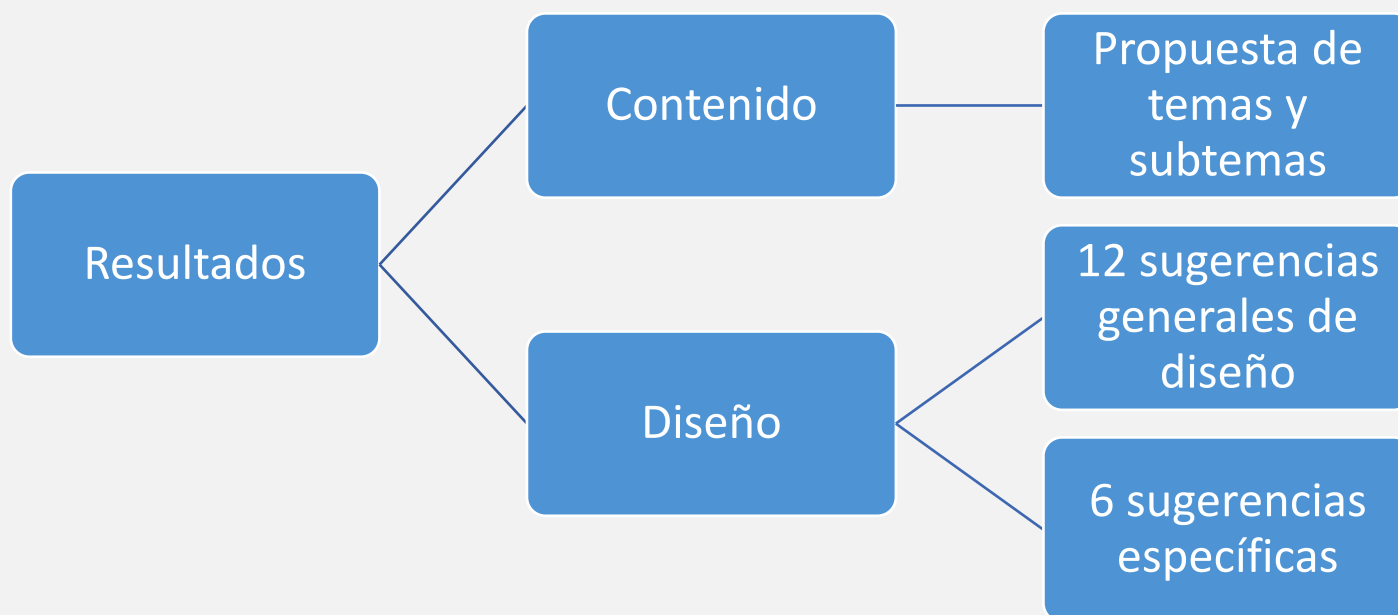 Resultados
Contenido
Diseño
Propuesta de
temas y
subtemas
12 sugerencias
generales de
diseño
6 sugerencias
específicas